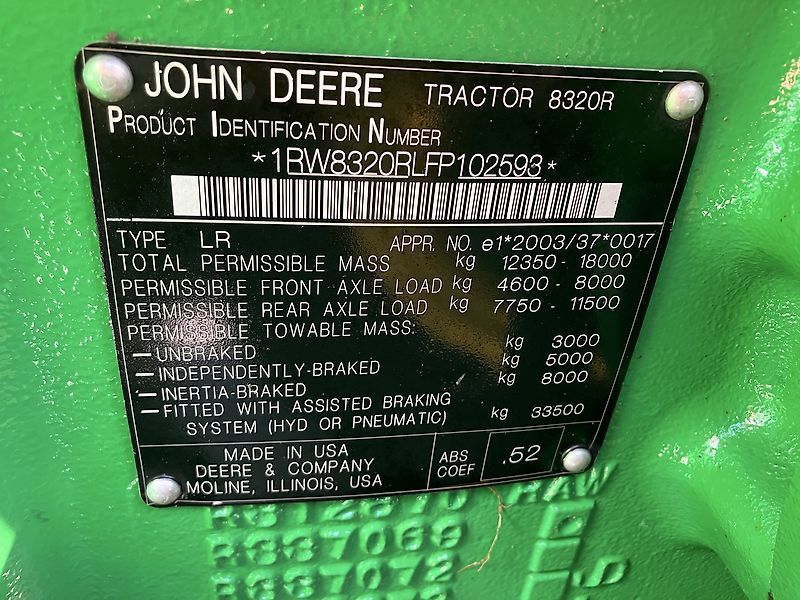 JOHN DEERE TRACTOR 8320R
PRODUCT IDENTIFICATION NUMBER
*1RW8320RLFP102593*
TYPE LR APPR. NO. e1*2003/37*0017
TOTAL PERMISSIBLE MASS kg 12350 - 18000
PERMISSIBLE FRONT AXLE LOAD kg 4600 - 8000
PERMISSIBLE REAR AXLE LOAD kg 7750 - 11500
PERMISSIBLE TOWABLE MASS:
— UNBRAKED kg 3000
— INDEPENDENTLY-BRAKED kg 5000
— INERTIA-BRAKED kg 8000
— FITTED WITH ASSISTED BRAKING
SYSTEM (HYD OR PNEUMATIC) kg 33500
MADE IN USA
DEERE & COMPANY
MOLINE, ILLINOIS, USA
ABS
COEF
.52
R337069
R337072